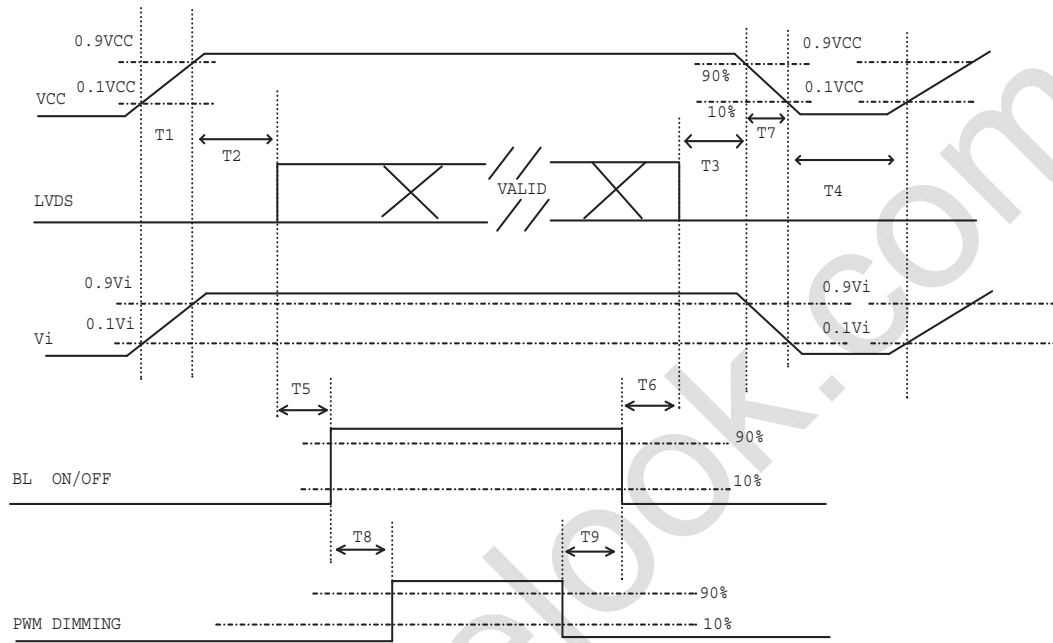 0.9VCC 0.9VCC
90%
0.1VCC 0.1VCC
VCC 10%
T1 T7
T2 T3 T4
LVDS VALID
0.9Vi 0.9Vi
0.1Vi 0.1Vi
Vi
T5 T6
90%
BL ON/OFF 10%
T8 T9
90%
PWM DIMMING 10%
elook.com